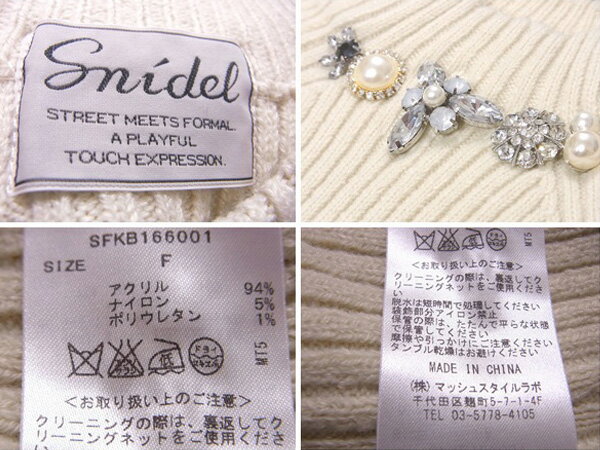 Snidel
STREET MEETS FORMAL.
A PLAYFUL
TOUCH EXPRESSION.
SFKB166001
SIZE F
アクリル 94%
ナイロン 5%
ポリウレタン 1%
MT5
<お取り扱い上のご注意>
クリーニングの際は、裏返してク
リーニングネットをご使用くださ
い。
MT5
<お取り扱い上のご注意>
クリーニングの際は、裏返してク
リーニングネットをご使用くださ
い。
脱水は短時間で処理してください
装飾部分アイロン禁止
保管の際は、たたんで平らな状態
で保管してください
摩擦や引っかけにご注意ください
タンブル乾燥はお避けください
MADE IN CHINA
(株)マッシュスタイルラボ
千代田区麹町5-7-1-4F
TEL 03-5778-4105